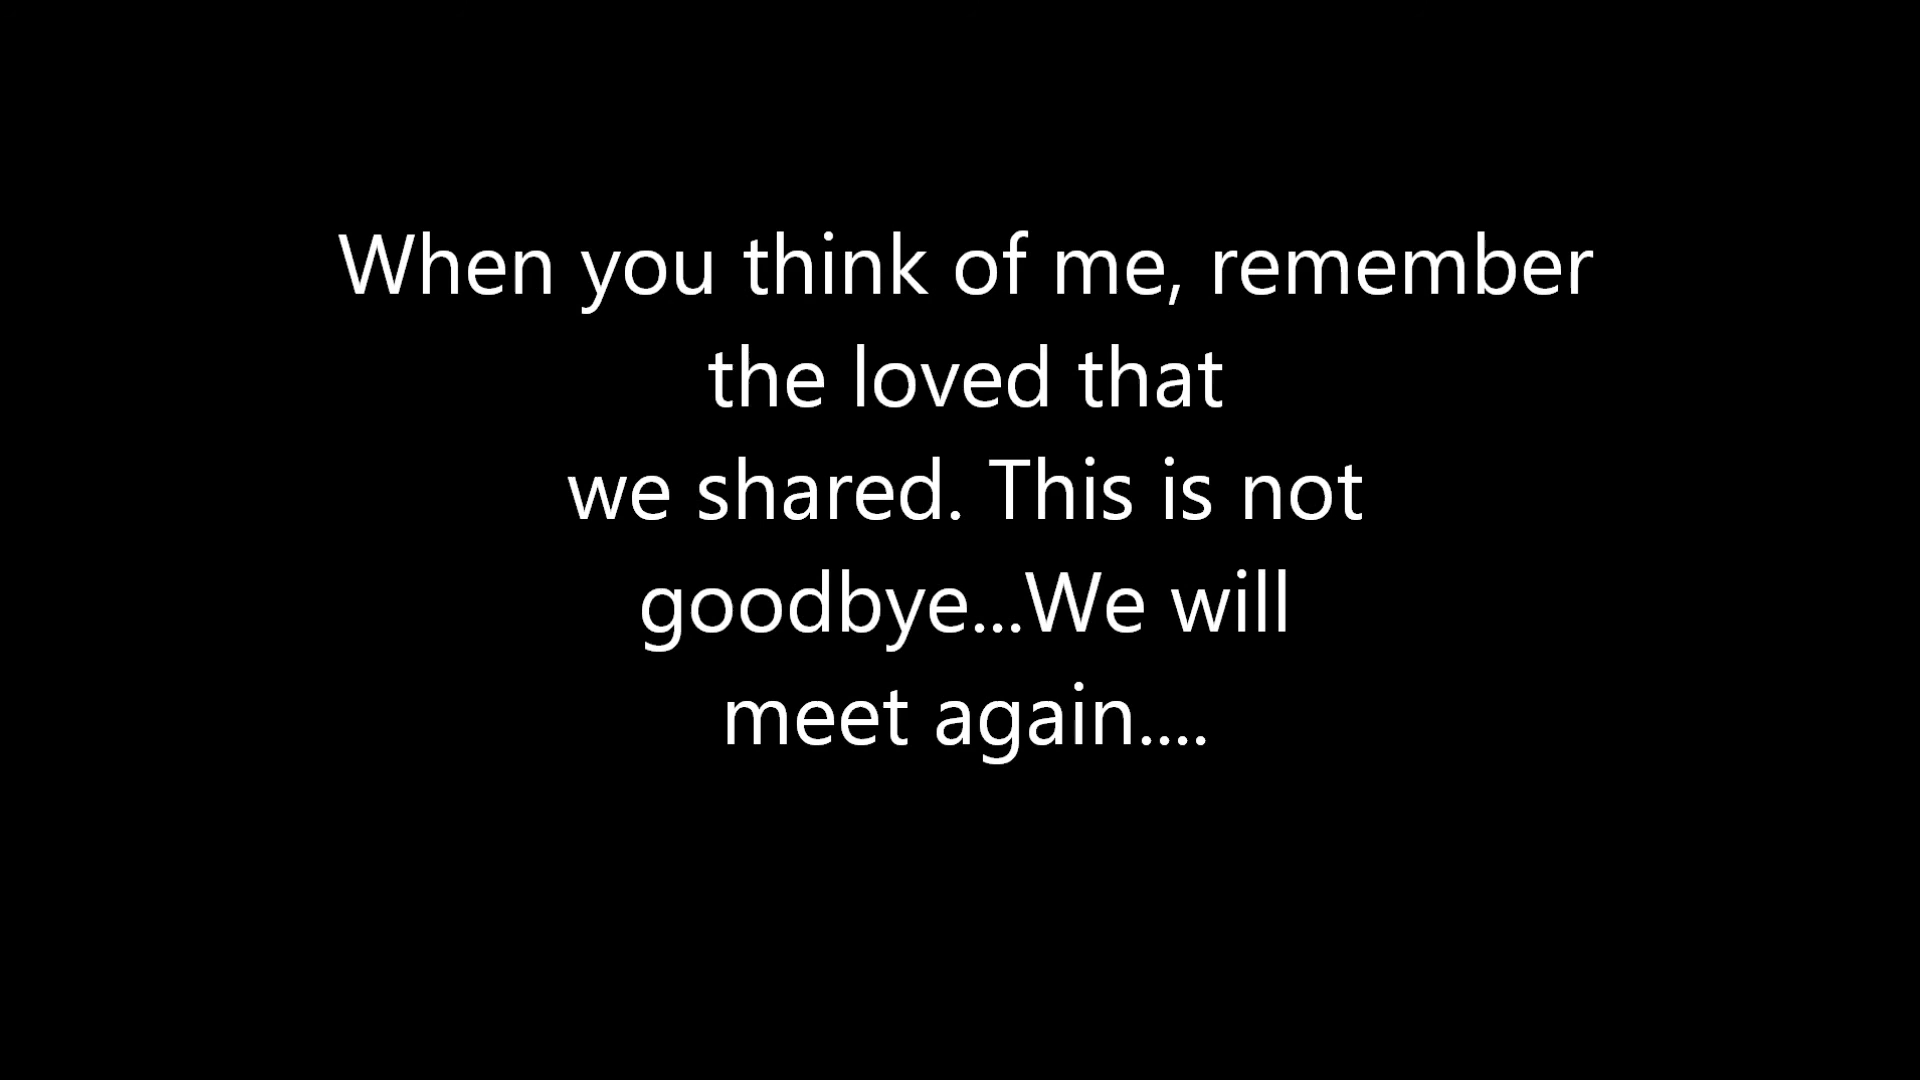 When you think of me, remember
the loved that
we shared. This is not
goodbye...We will
meet again....